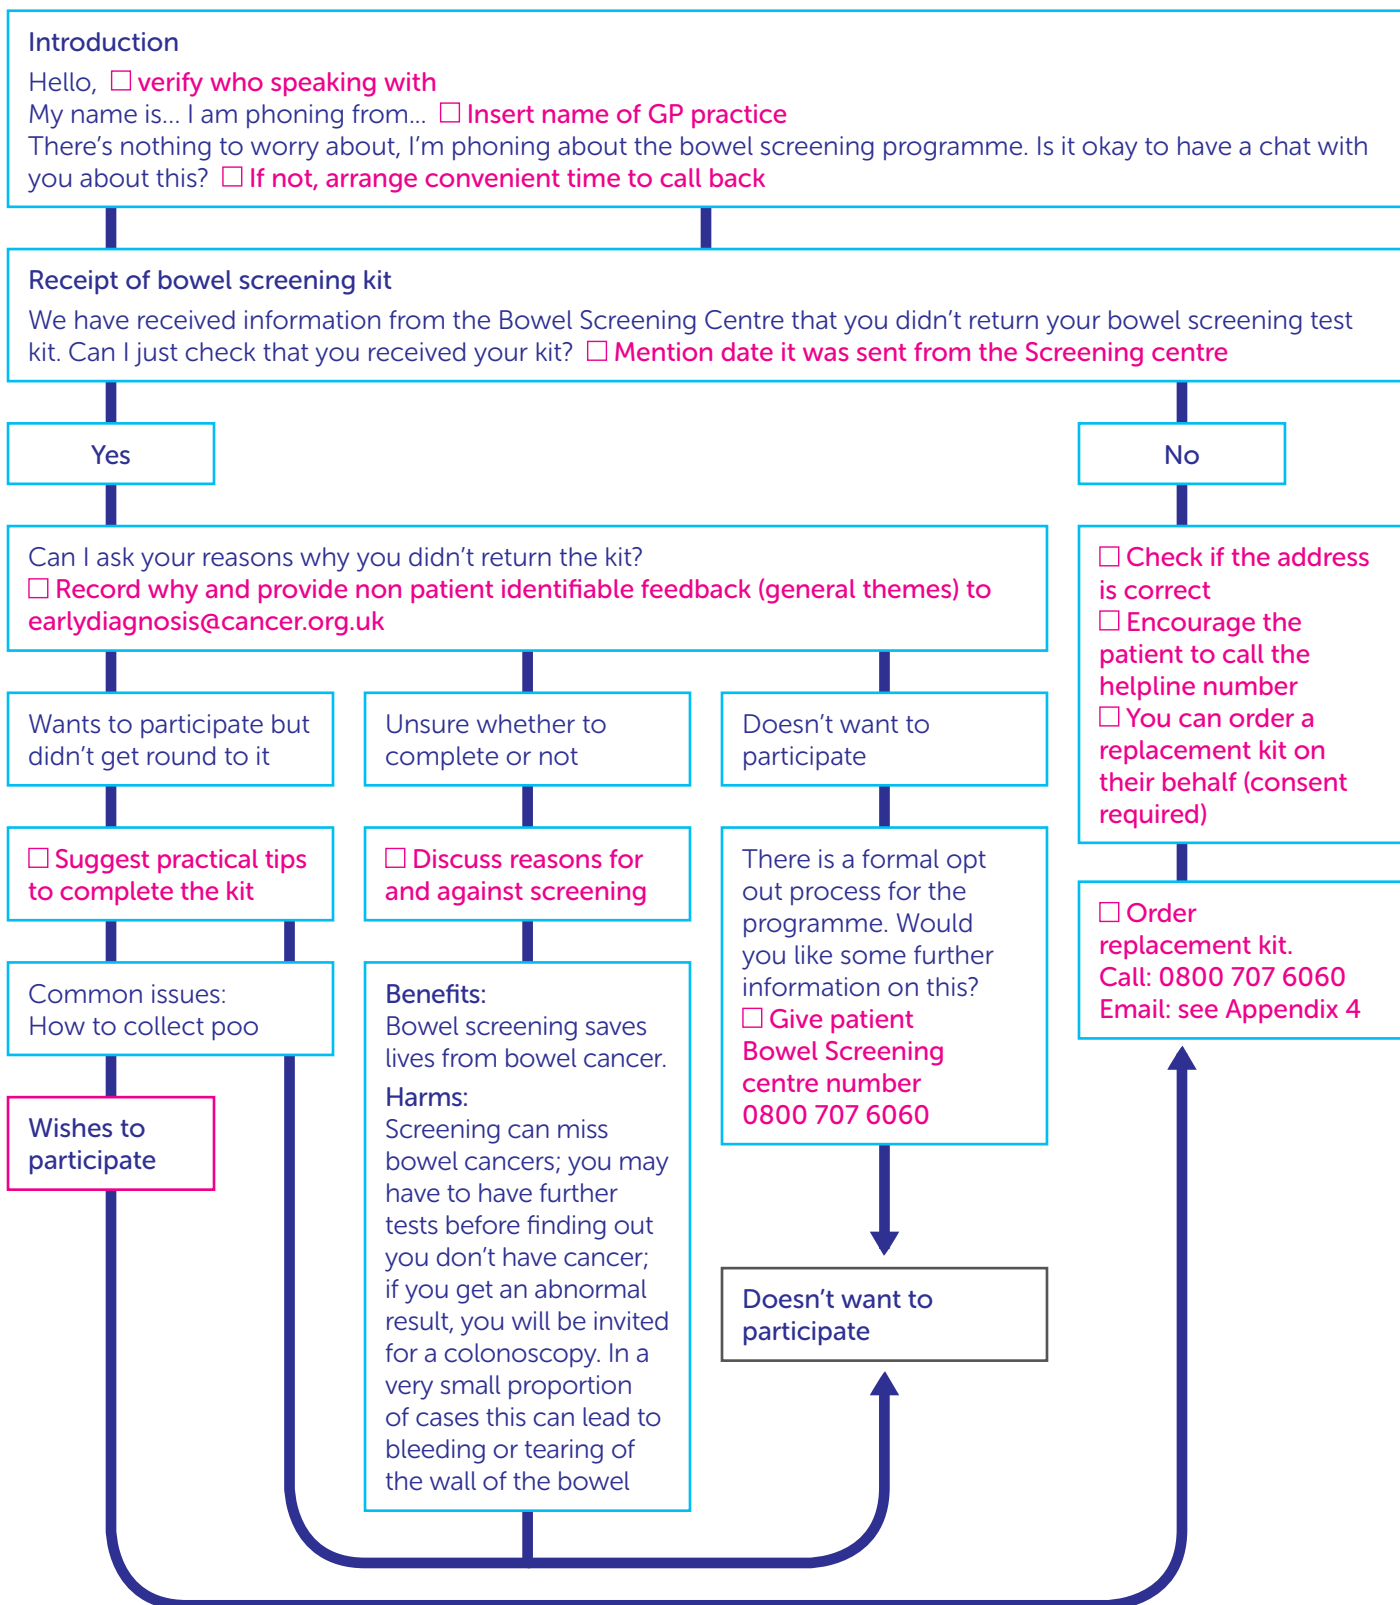 Introduction
Hello, ☐ verify who speaking with
My name is... I am phoning from... ☐ Insert name of GP practice
There's nothing to worry about, I'm phoning about the bowel screening programme. Is it okay to have a chat with
you about this? ☐ If not, arrange convenient time to call back
Receipt of bowel screening kit
We have received information from the Bowel Screening Centre that you didn't return your bowel screening test
kit. Can I just check that you received your kit? ☐ Mention date it was sent from the Screening centre
Yes
No
Can I ask your reasons why you didn't return the kit?
☐ Record why and provide non patient identifiable feedback (general themes) to
earlydiagnosis@cancer.org.uk
Wants to participate but
didn't get round to it
☐ Suggest practical tips
to complete the kit
Common issues:
How to collect poo
Wishes to
participate
Unsure whether to
complete or not
☐ Discuss reasons for
and against screening
Benefits:
Bowel screening saves
lives from bowel cancer.
Harms:
Screening can miss
bowel cancers; you may
have to have further
tests before finding out
you don't have cancer;
if you get an abnormal
result, you will be invited
for a colonoscopy. In a
very small proportion
of cases this can lead to
bleeding or tearing of
the wall of the bowel
Doesn't want to
participate
There is a formal opt
out process for the
programme. Would
you like some further
information on this?
☐ Give patient
Bowel Screening
centre number
0800 707 6060
Doesn't want to
participate
☐ Check if the address
is correct
☐ Encourage the
patient to call the
helpline number
☐ You can order a
replacement kit on
their behalf (consent
required)
☐ Order
replacement kit.
Call: 0800 707 6060
Email: see Appendix 4